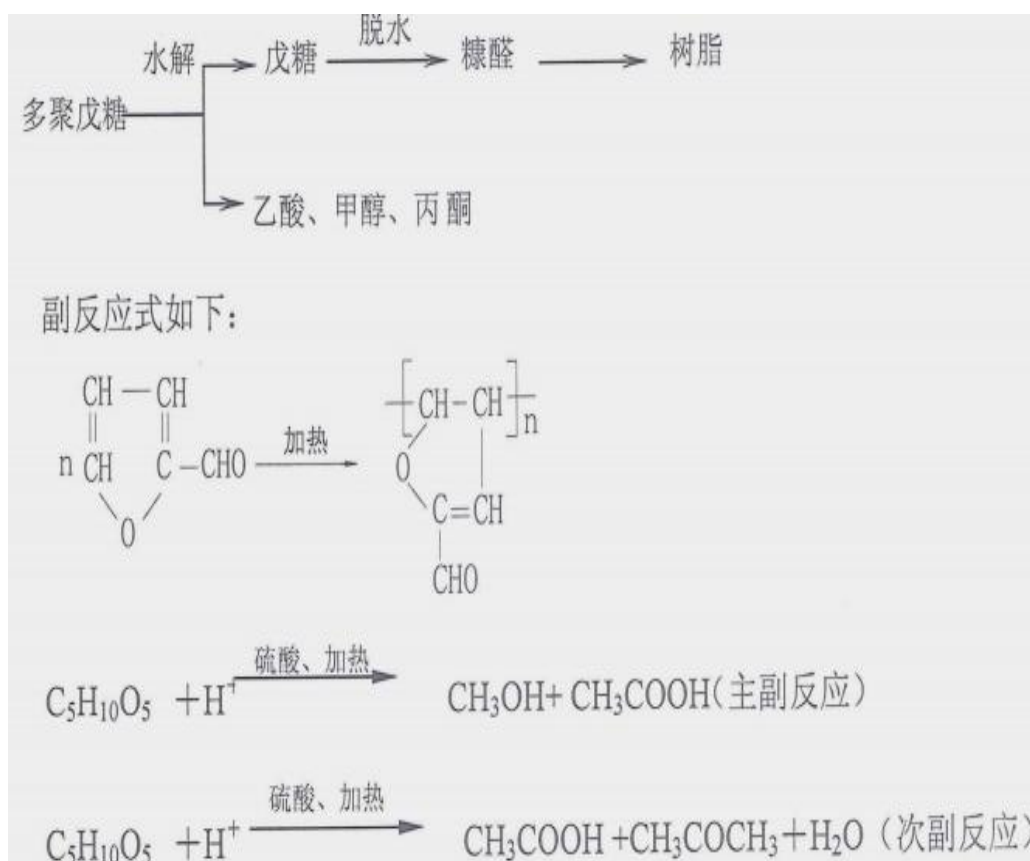 水解 戊糖 脱水 糠醛 树脂
多聚戊糖
乙酸、甲醇、丙酮
副反应式如下：
CH — CH
n CH C —CHO 加热
O
CH—CH n
O
C=CH
CHO
C₅H₁₀O₅ +H⁺ 硫酸、加热 CH₃OH+ CH₃COOH(主副反应)
C₅H₁₀O₅ +H⁺ 硫酸、加热 CH₃COOH +CH₃COCH₃+H₂O (次副反应)